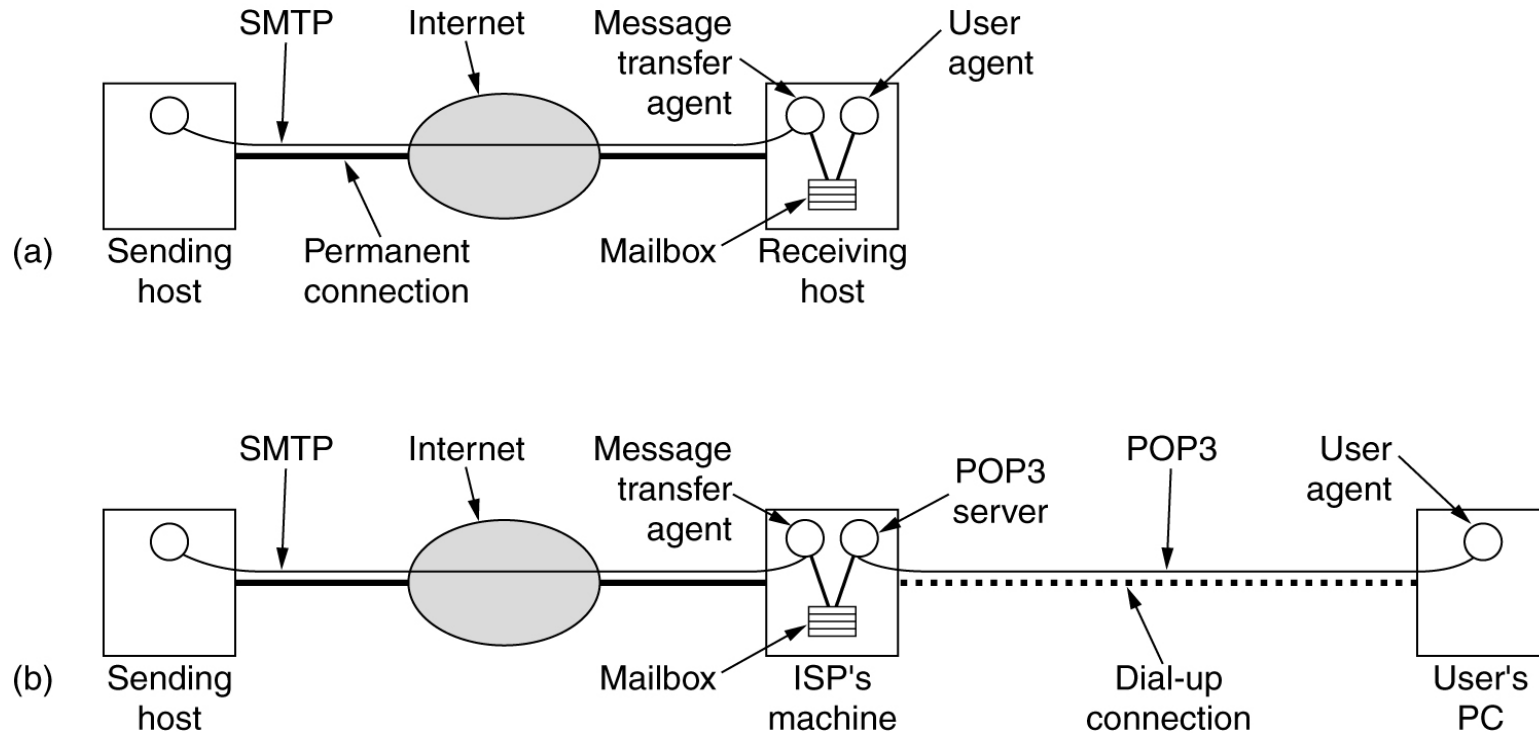 SMTP
Internet
Message
transfer
agent
User
agent
(a)
Sending
host
Permanent
connection
Mailbox
Receiving
host
SMTP
Internet
Message
transfer
agent
POP3
server
POP3
User
agent
(b)
Sending
host
Mailbox
ISP's
machine
Dial-up
connection
User's
PC